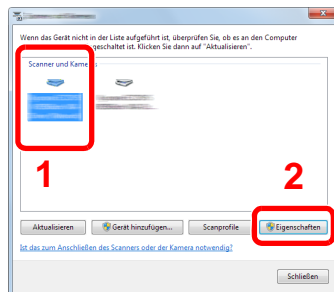 Wenn das Gerät nicht in der Liste aufgeführt ist, überprüfen Sie, ob es an den Computer
geschaltet ist. Klicken Sie dann auf "Aktualisieren".
Scanner und Kameras
1
2
Aktualisieren
Gerät hinzufügen...
Scanprofile
Eigenschaften
Ist das zum Anschließen des Scanners oder der Kamera notwendig?
Schließen